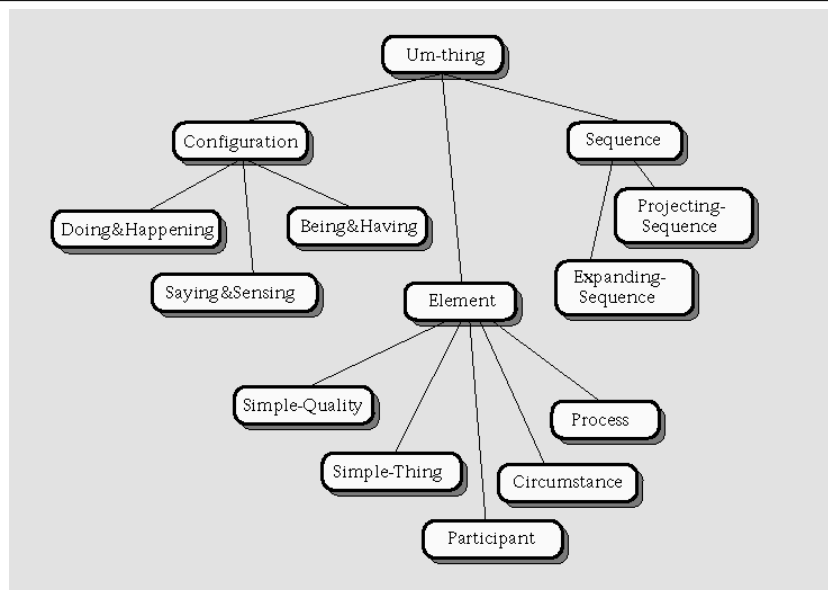 Um-thing
Configuration
Sequence
Doing&Happening
Being&Having
Projecting-
Sequence
Saying&Sensing
Element
Expanding-
Sequence
Simple-Quality
Process
Simple-Thing
Circumstance
Participant